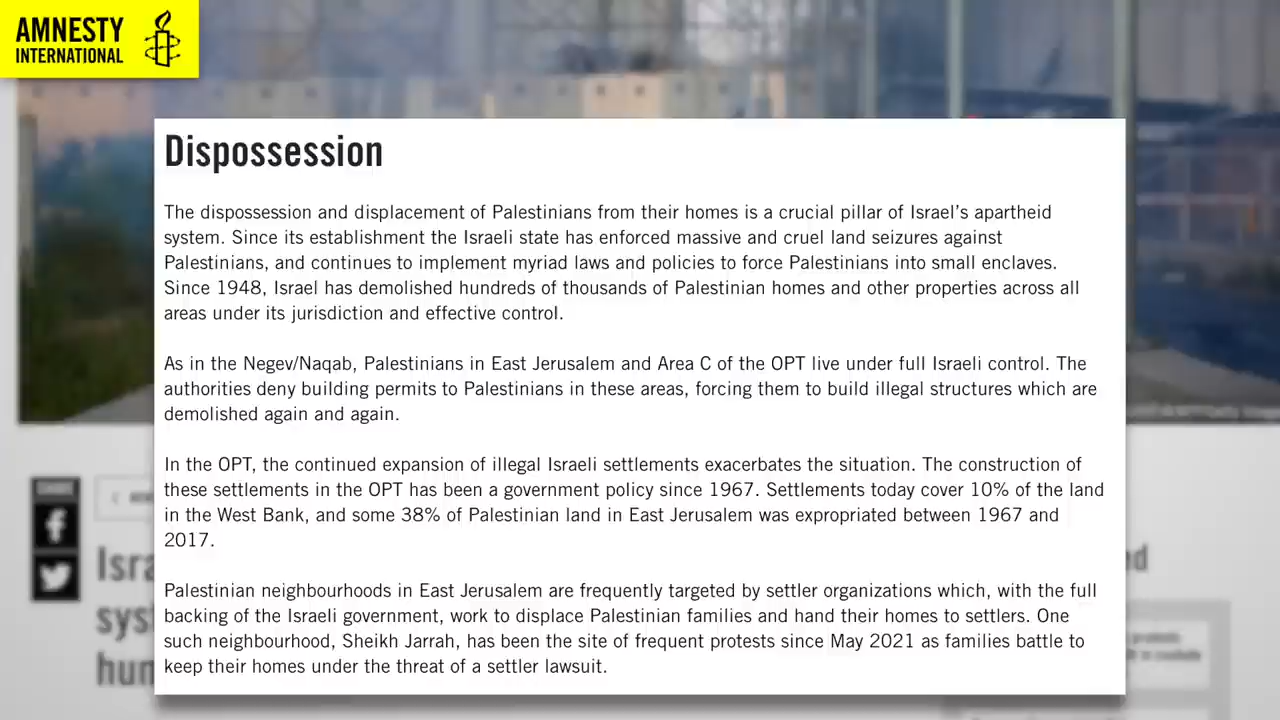 AMNESTY
INTERNATIONAL
Dispossession
The dispossession and displacement of Palestinians from their homes is a crucial pillar of Israel’s apartheid
system. Since its establishment the Israeli state has enforced massive and cruel land seizures against
Palestinians, and continues to implement myriad laws and policies to force Palestinians into small enclaves.
Since 1948, Israel has demolished hundreds of thousands of Palestinian homes and other properties across all
areas under its jurisdiction and effective control.
As in the Negev/Naqab, Palestinians in East Jerusalem and Area C of the OPT live under full Israeli control. The
authorities deny building permits to Palestinians in these areas, forcing them to build illegal structures which are
demolished again and again.
In the OPT, the continued expansion of illegal Israeli settlements exacerbates the situation. The construction of
these settlements in the OPT has been a government policy since 1967. Settlements today cover 10% of the land
in the West Bank, and some 38% of Palestinian land in East Jerusalem was expropriated between 1967 and
2017.
Palestinian neighbourhoods in East Jerusalem are frequently targeted by settler organizations which, with the full
backing of the Israeli government, work to displace Palestinian families and hand their homes to settlers. One
such neighbourhood, Sheikh Jarrah, has been the site of frequent protests since May 2021 as families battle to
keep their homes under the threat of a settler lawsuit.
Isra
sys
hum